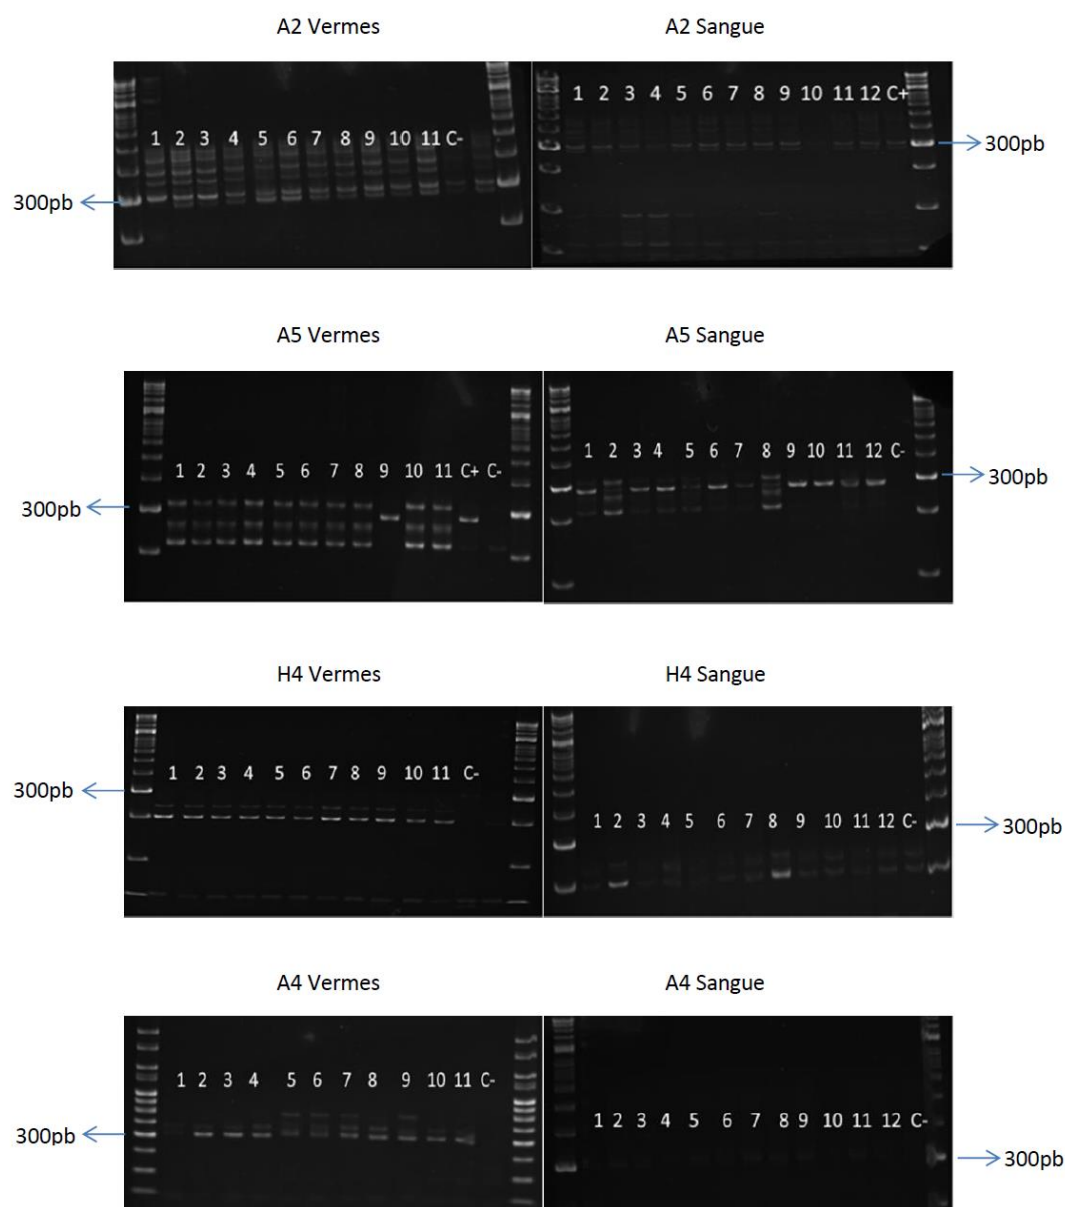 A2 Vermes
A2 Sangue
1 2 3 4 5 6 7 8 9 10 11 C-
300pb
1 2 3 4 5 6 7 8 9 10 11 12 C+
300pb
A5 Vermes
A5 Sangue
1 2 3 4 5 6 7 8 9 10 11 C+ C-
300pb
1 2 3 4 5 6 7 8 9 10 11 12 C-
300pb
H4 Vermes
H4 Sangue
1 2 3 4 5 6 7 8 9 10 11 C-
300pb
1 2 3 4 5 6 7 8 9 10 11 12 C-
300pb
A4 Vermes
A4 Sangue
1 2 3 4 5 6 7 8 9 10 11 C-
300pb
1 2 3 4 5 6 7 8 9 10 11 12 C-
300pb